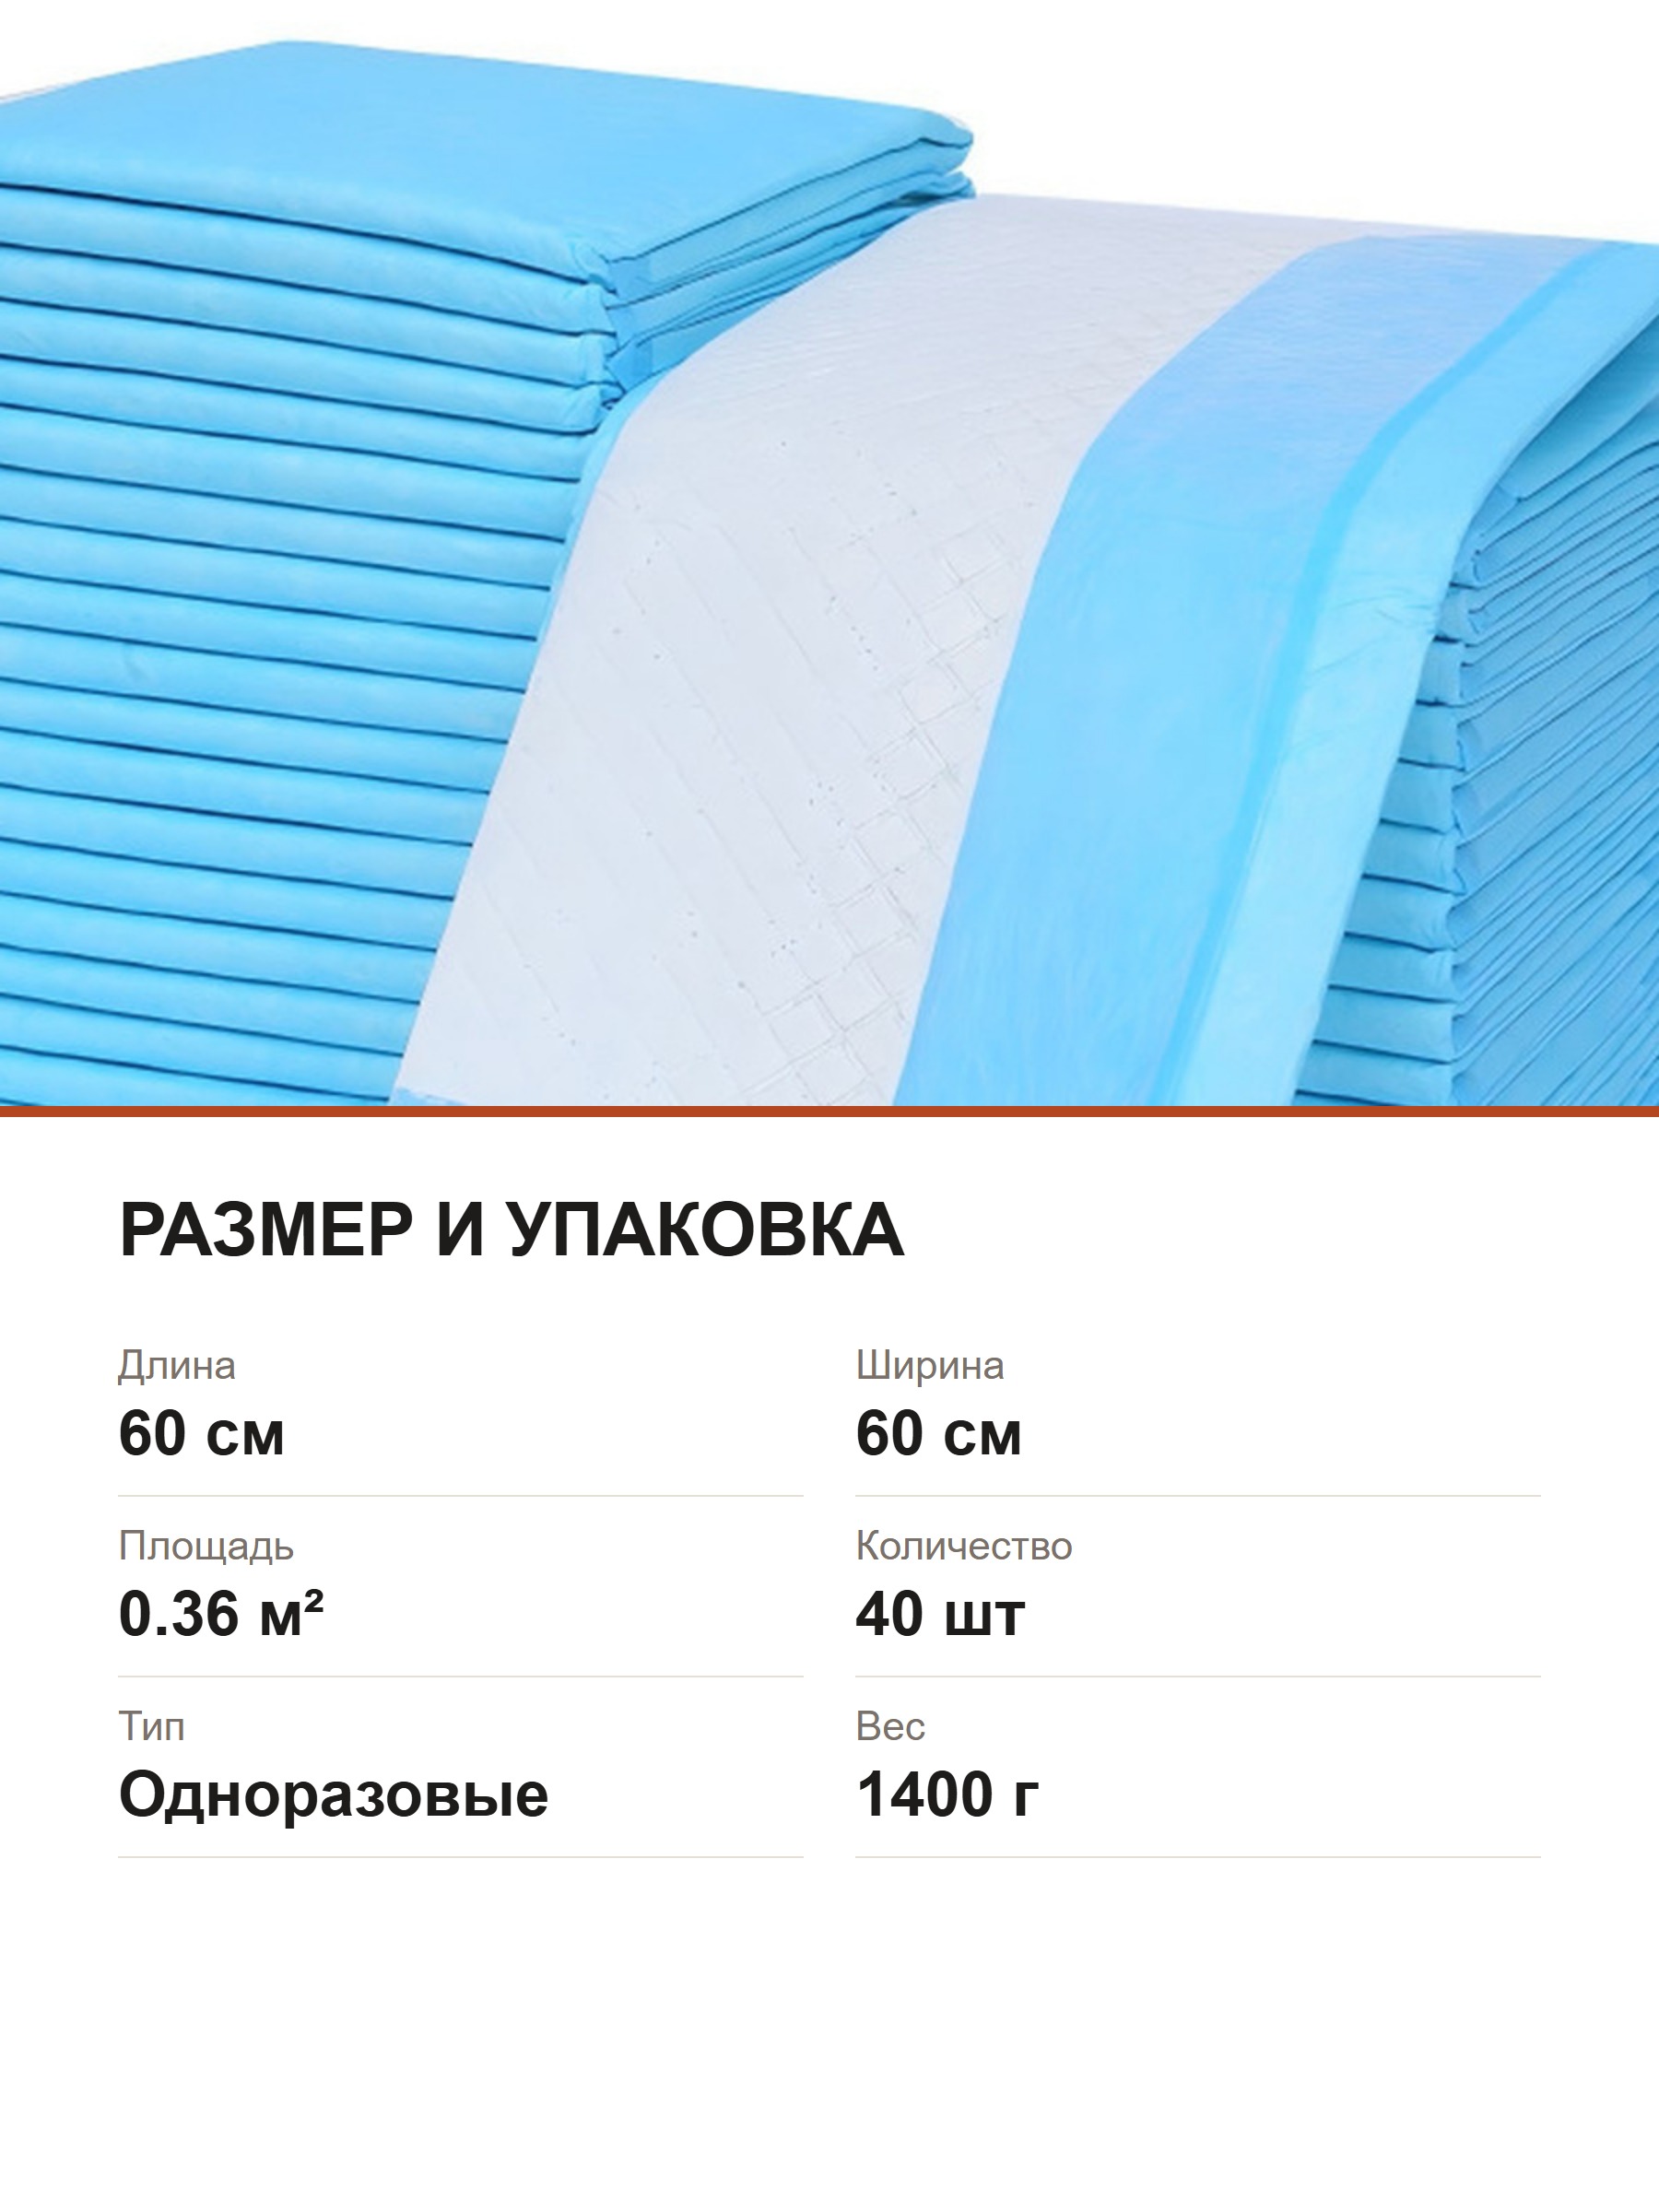 РАЗМЕР И УПАКОВКА
Длина
60 см
Ширина
60 см
Площадь
0.36 м²
Количество
40 шт
Тип
Одноразовые
Вес
1400 г